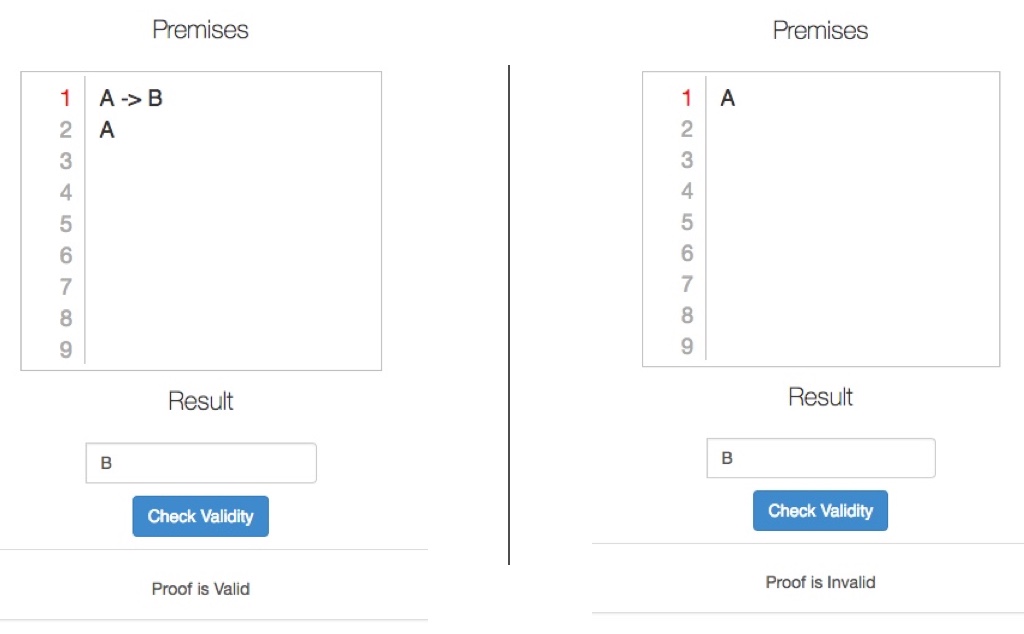 Premises
1 A -> B
2 A
3
4
5
6
7
8
9
Result
B
Check Validity
Proof is Valid
Premises
1 A
2
3
4
5
6
7
8
9
Result
B
Check Validity
Proof is Invalid